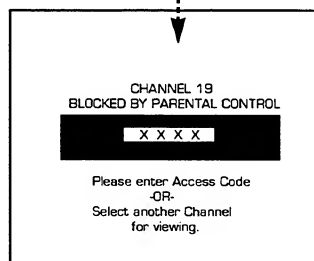 CHANNEL 19
BLOCKED BY PARENTAL CONTROL
X X X X
Please enter Access Code
-OR-
Select another Channel
for viewing.